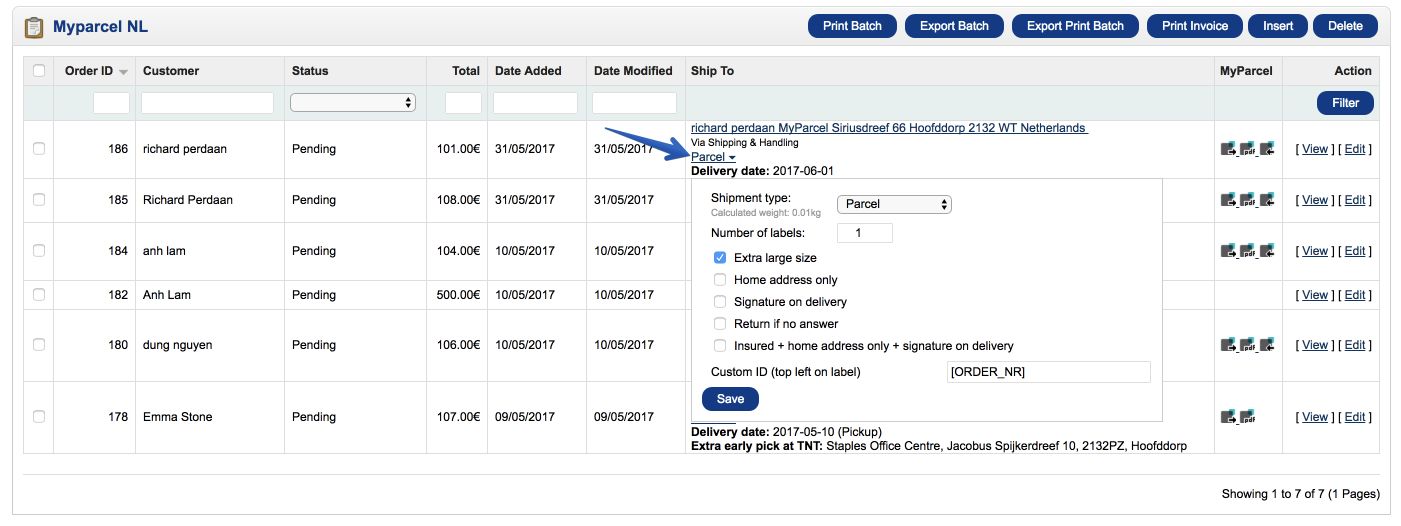 Myparcel NL
Print Batch Export Batch Export Print Batch Print Invoice Insert Delete
Order ID Customer Status Total Date Added Date Modified Ship To MyParcel Action
Filter
richard perdaan MyParcel Siriusdreef 66 Hoofddorp 2132 WT Netherlands
Via Shipping & Handling
186 richard perdaan Pending 101.00€ 31/05/2017 31/05/2017 pdf [ View ] [ Edit ]
Parcel
Delivery date: 2017-06-01
185 Richard Perdaan Pending 108.00€ 31/05/2017 31/05/2017 pdf [ View ] [ Edit ]
184 anh lam Pending 104.00€ 10/05/2017 10/05/2017 pdf [ View ] [ Edit ]
182 Anh Lam Pending 500.00€ 10/05/2017 10/05/2017 [ View ] [ Edit ]
180 dung nguyen Pending 106.00€ 10/05/2017 10/05/2017 pdf [ View ] [ Edit ]
178 Emma Stone Pending 107.00€ 09/05/2017 09/05/2017 pdf [ View ] [ Edit ]
Shipment type: Parcel
Calculated weight: 0.01kg
Number of labels: 1
Extra large size
Home address only
Signature on delivery
Return if no answer
Insured + home address only + signature on delivery
Custom ID (top left on label) [ORDER_NR]
Save
Delivery date: 2017-05-10 (Pickup)
Extra early pick at TNT: Staples Office Centre, Jacobus Spijkerdreef 10, 2132PZ, Hoofddorp
Showing 1 to 7 of 7 (1 Pages)